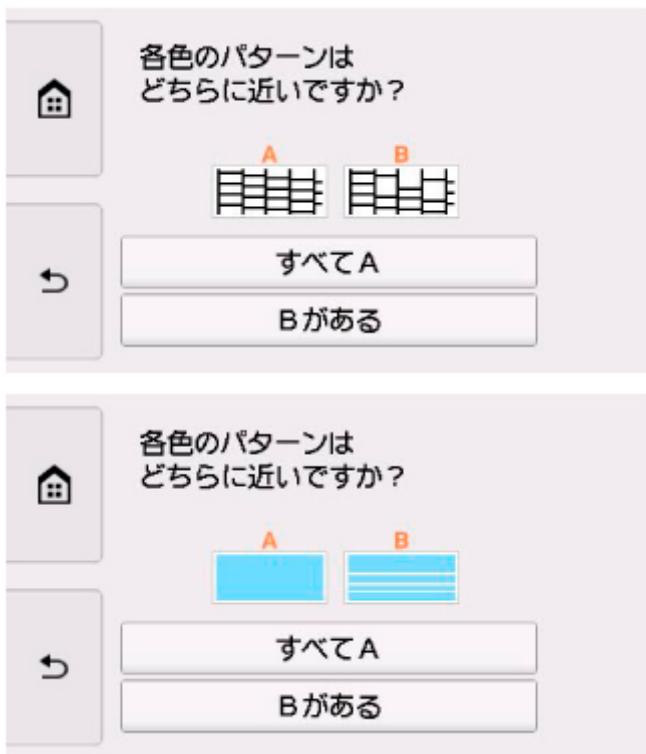 各色のパターンは
どちらに近いですか？
A B
すべてA
Bがある
各色のパターンは
どちらに近いですか？
A B
すべてA
Bがある